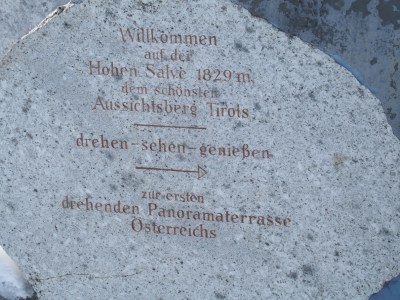 Willkommen
auf der
Hohen Salve 1829 m,
dem schönsten
Aussichtsberg Tirols
drehen-sehen-genießen
zur ersten
drehenden Panoramaterrasse
Österreichs